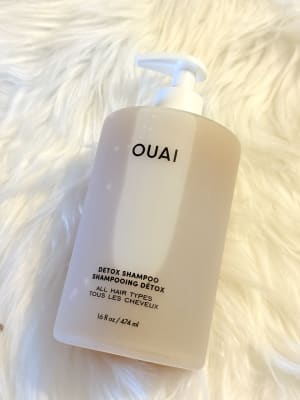 OUAI
DETOX SHAMPOO
SHAMPOOING DÉTOX
ALL HAIR TYPES
TOUS LES CHEVEUX
16 fl oz / 474 ml